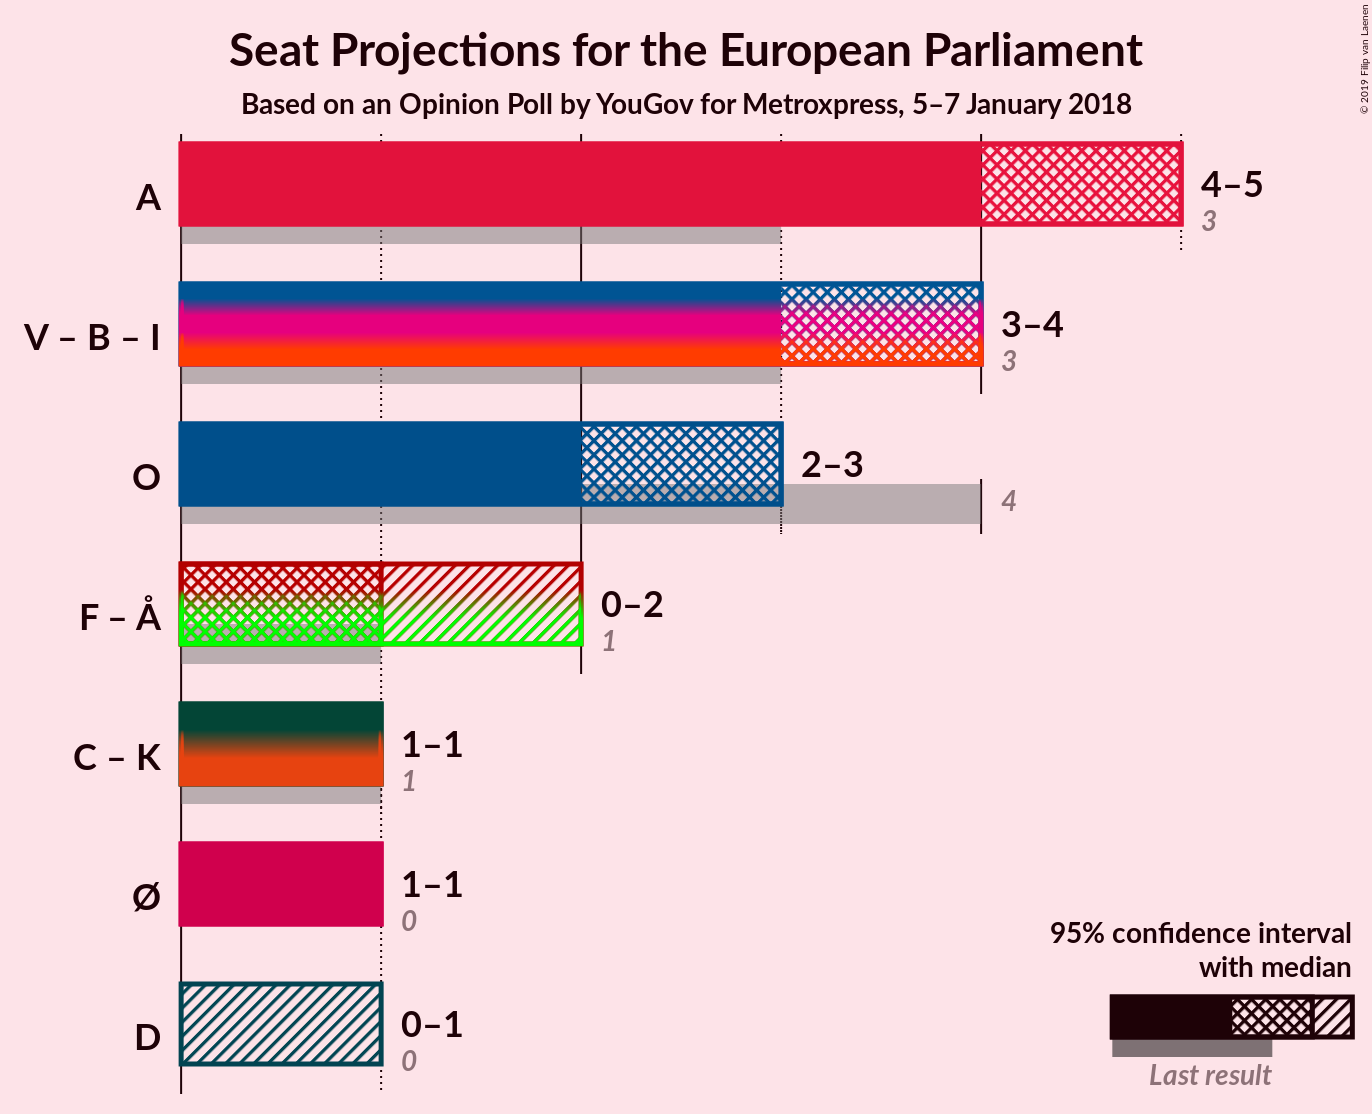 Seat Projections for the European Parliament
Based on an Opinion Poll by YouGov for Metroxpress, 5–7 January 2018
© 2019 Filip van Laenen
A
4–5
3
V – B – I
3–4
3
O
2–3
4
F – Å
0–2
1
C – K
1–1
1
Ø
1–1
0
D
0–1
0
95% confidence interval
with median
Last result